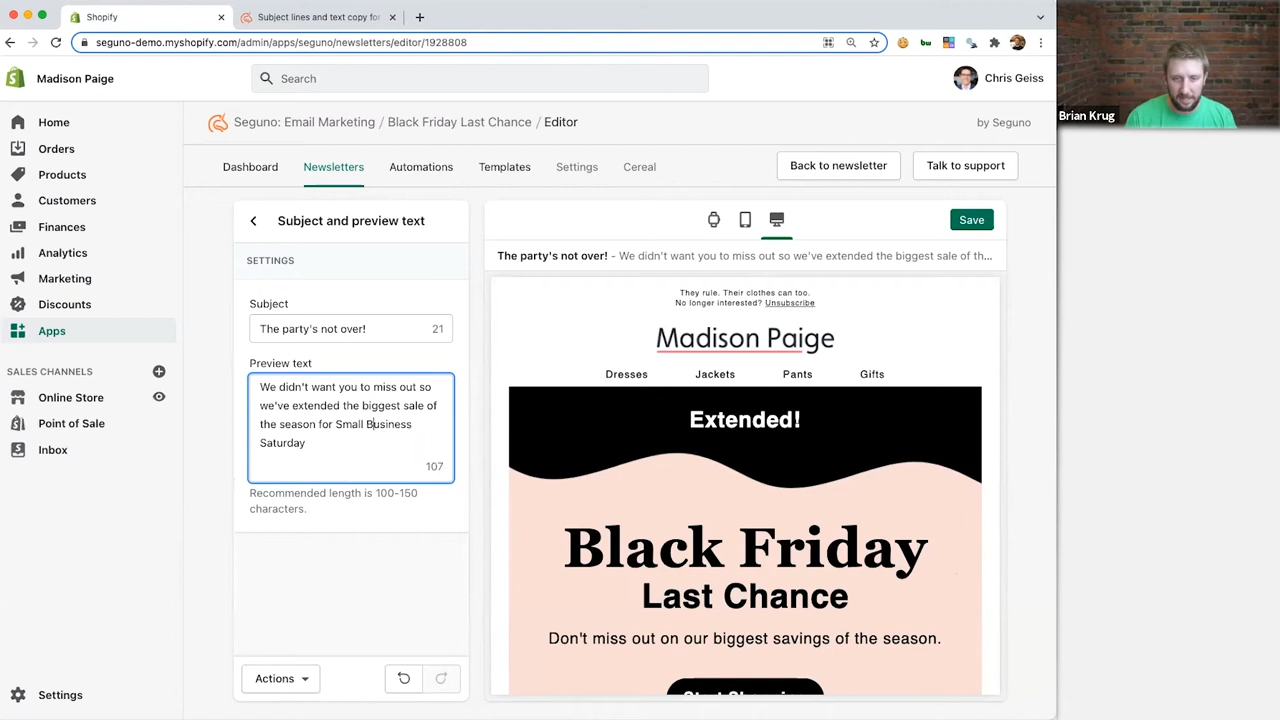 Shopify
Subject lines and text copy for
seguno-demo.myshopify.com/admin/apps/seguno/newsletters/editor/1928808
Madison Paige
Search
Chris Geiss
Brian Krug
Home
Orders
Products
Customers
Finances
Analytics
Marketing
Discounts
Apps
SALES CHANNELS
Online Store
Point of Sale
Inbox
Settings
Seguno: Email Marketing / Black Friday Last Chance / Editor
by Seguno
Dashboard
Newsletters
Automations
Templates
Settings
Cereal
Back to newsletter
Talk to support
Subject and preview text
SETTINGS
Subject
The party's not over!
21
Preview text
We didn't want you to miss out so
we've extended the biggest sale of
the season for Small Business
Saturday
107
Recommended length is 100-150
characters.
Actions
Save
The party's not over! - We didn't want you to miss out so we've extended the biggest sale of th...
They rule. Their clothes can too.
No longer interested? Unsubscribe
Madison Paige
Dresses
Jackets
Pants
Gifts
Extended!
Black Friday
Last Chance
Don't miss out on our biggest savings of the season.